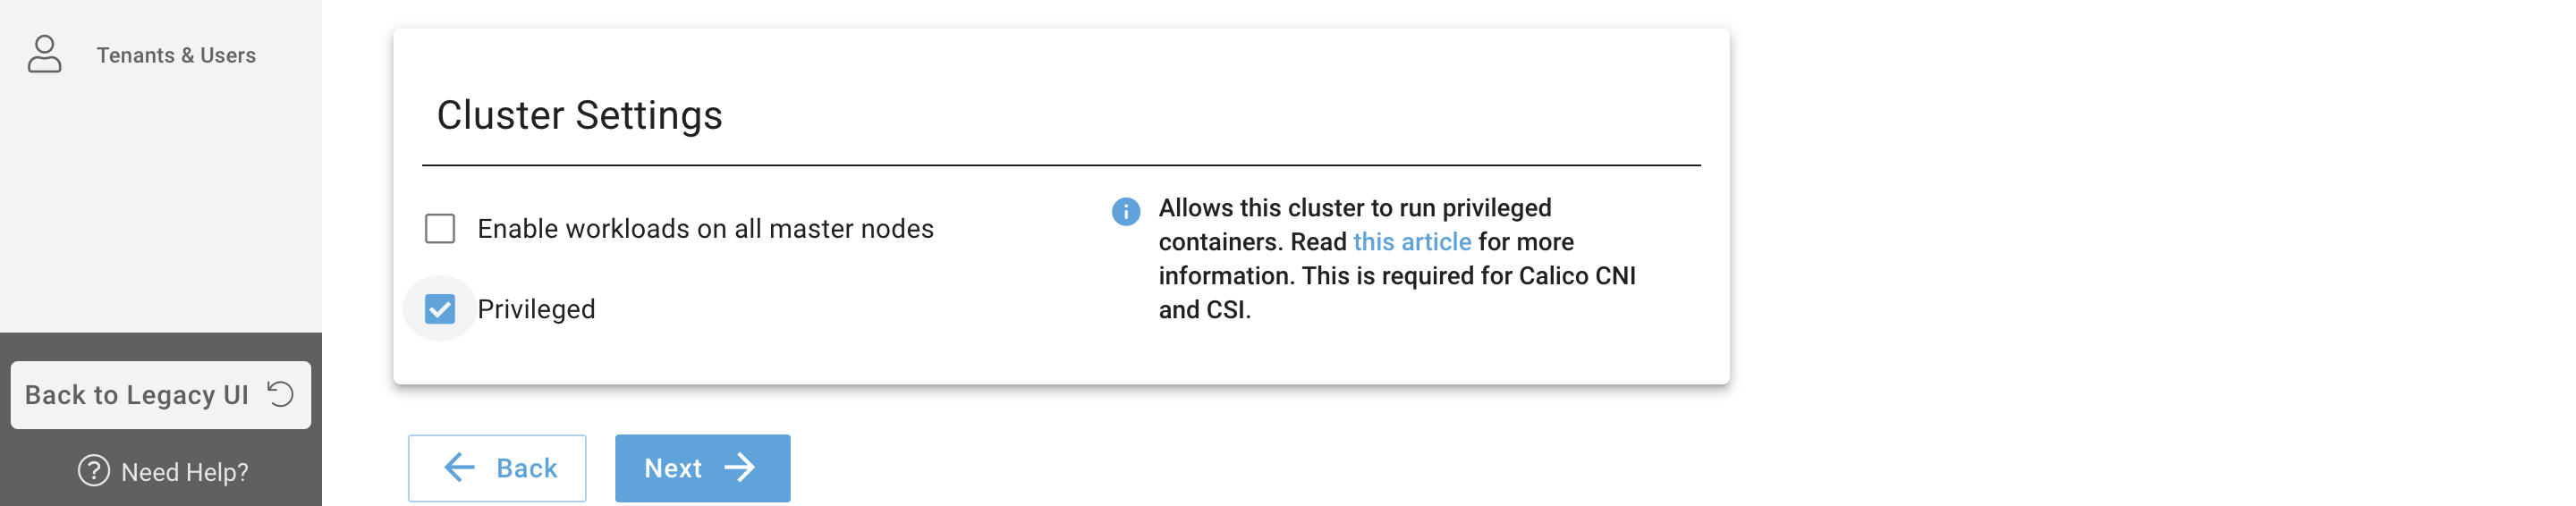 Tenants & Users
Cluster Settings
Enable workloads on all master nodes
Privileged
Allows this cluster to run privileged
containers. Read this article for more
information. This is required for Calico CNI
and CSI.
Back to Legacy UI
Need Help?
Back
Next